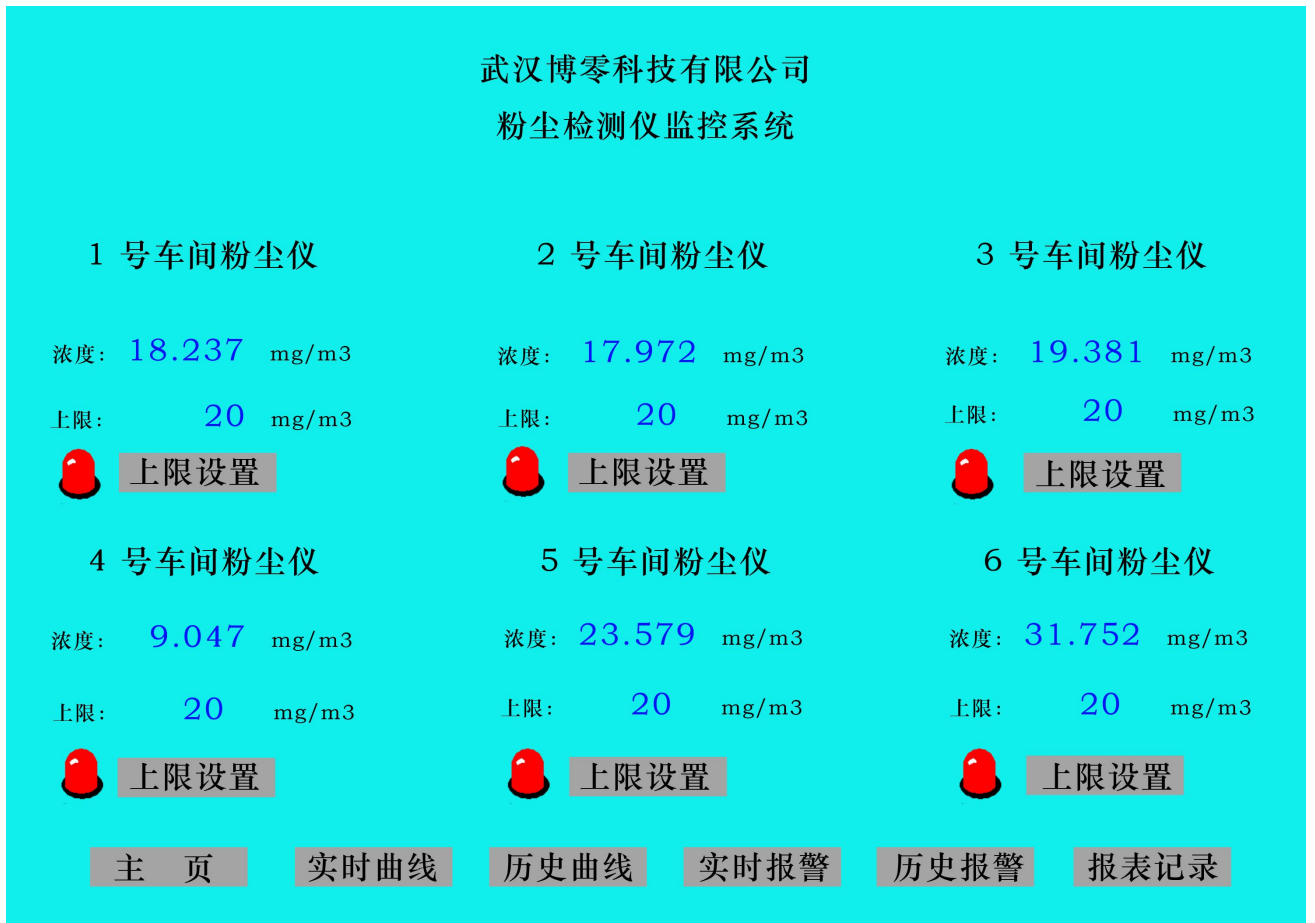 武汉博零科技有限公司
粉尘检测仪监控系统
1 号车间粉尘仪
2 号车间粉尘仪
3 号车间粉尘仪
浓度: 18.237 mg/m3
浓度: 17.972 mg/m3
浓度: 19.381 mg/m3
上限: 20 mg/m3
上限: 20 mg/m3
上限: 20 mg/m3
上限设置
上限设置
上限设置
4 号车间粉尘仪
5 号车间粉尘仪
6 号车间粉尘仪
浓度: 9.047 mg/m3
浓度: 23.579 mg/m3
浓度: 31.752 mg/m3
上限: 20 mg/m3
上限: 20 mg/m3
上限: 20 mg/m3
上限设置
上限设置
上限设置
主 页
实时曲线
历史曲线
实时报警
历史报警
报表记录